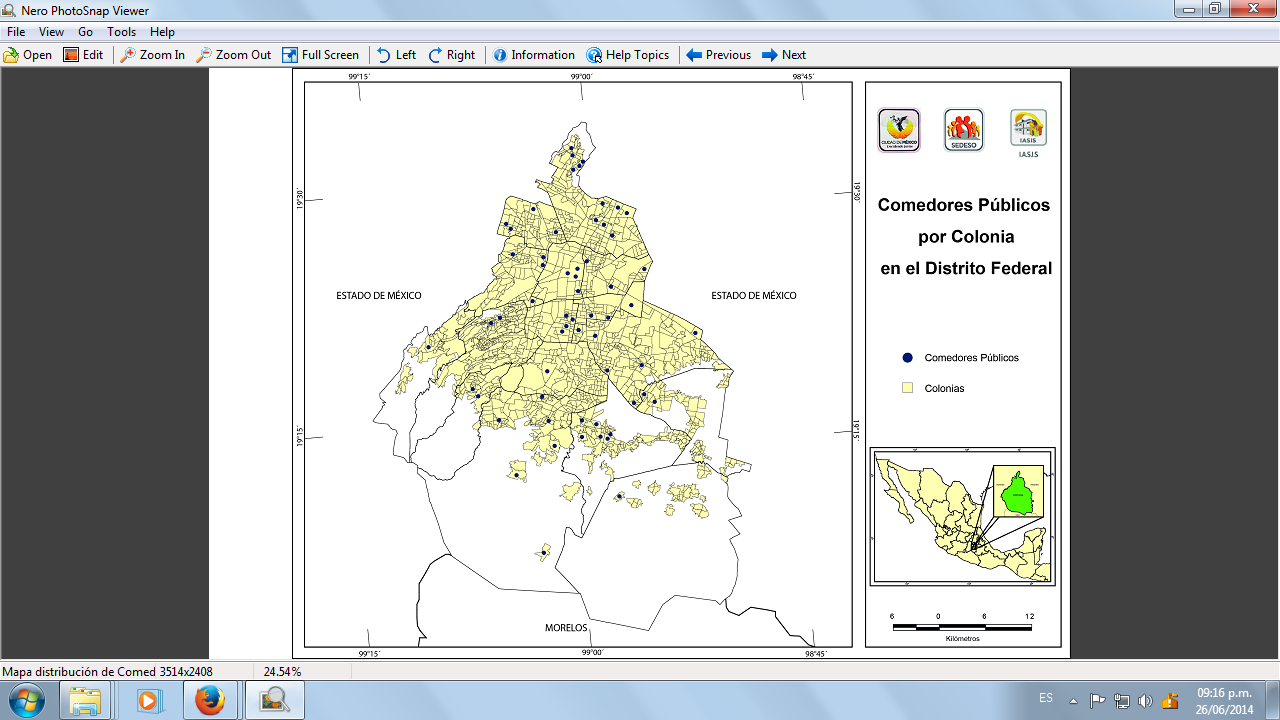 Nero PhotoSnap Viewer
File View Go Tools Help
Open Edit Zoom In Zoom Out Full Screen Left Right Information Help Topics Previous Next
99°15´ 99°00´ 98°45´
CIUDAD DE MÉXICO
SEDESO
IASIS
I.A.S.I.S
19°30´ 19°30´
Comedores Públicos
por Colonia
en el Distrito Federal
ESTADO DE MÉXICO ESTADO DE MÉXICO
Comedores Públicos
Colonias
19°15´ 19°15´
6 0 6 12
Kilómetros
MORELOS
99°15´ 99°00´ 98°45´
Mapa distribución de Comed 3514x2408 24.54%
ES
09:16 p.m.
26/06/2014